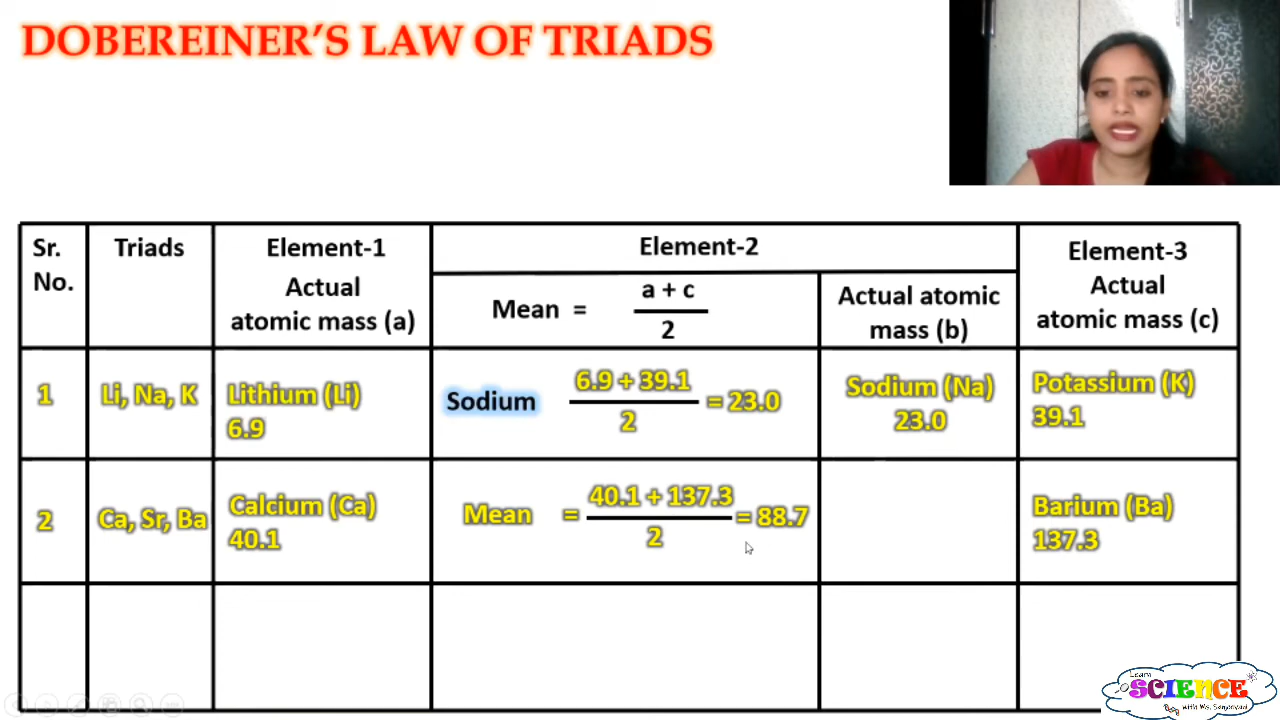 DOBEREINER'S LAW OF TRIADS
Sr. No.
Triads
Element-1
Actual
atomic mass (a)
Element-2
Mean = a + c / 2
Actual atomic
mass (b)
Element-3
Actual
atomic mass (c)
1
Li, Na, K
Lithium (Li)
6.9
Sodium 6.9 + 39.1 / 2 = 23.0
Sodium (Na)
23.0
Potassium (K)
39.1
2
Ca, Sr, Ba
Calcium (Ca)
40.1
Mean = 40.1 + 137.3 / 2 = 88.7
Barium (Ba)
137.3
Learn
SCIENCE